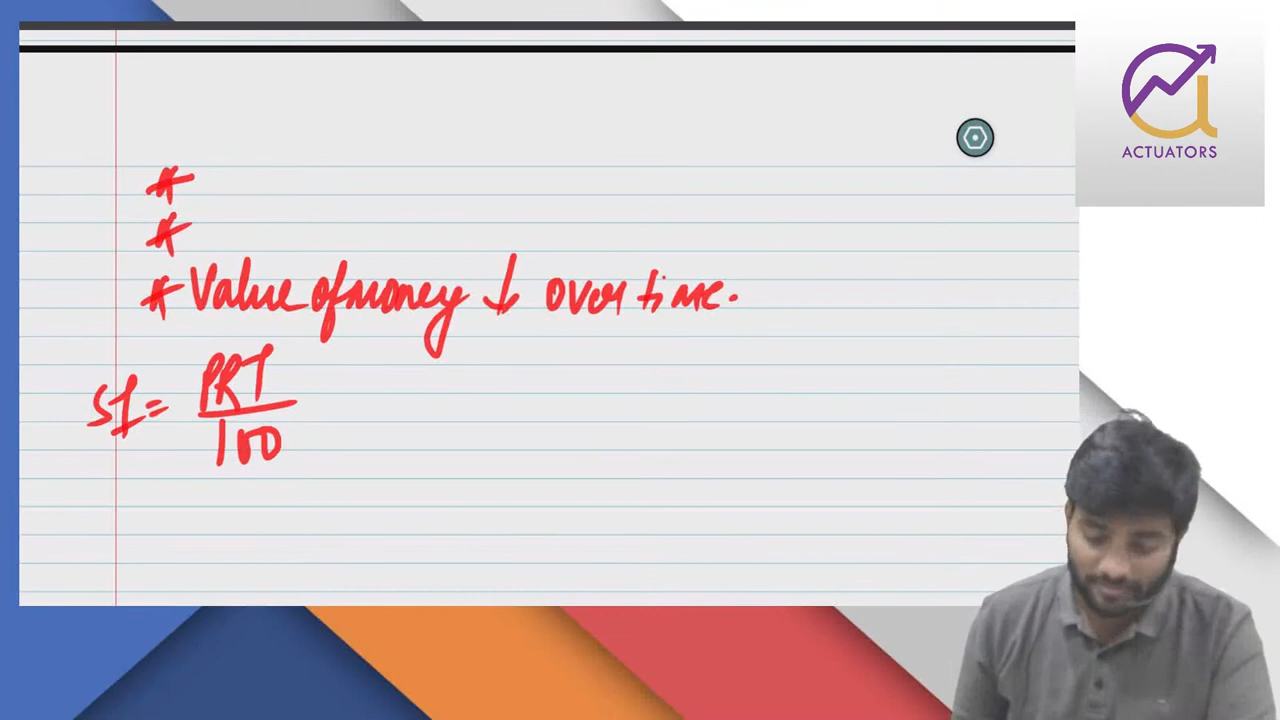 ACTUATORS
*
*
* Value of money ↓ over time.
SI = PRT
100